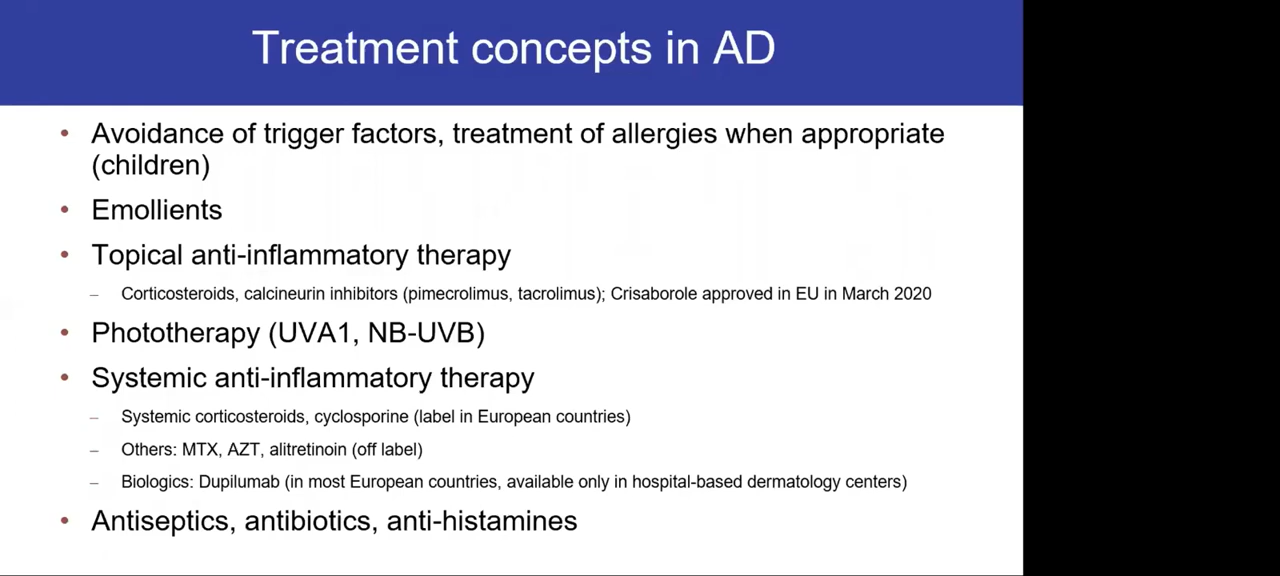 Treatment concepts in AD
• Avoidance of trigger factors, treatment of allergies when appropriate
(children)
• Emollients
• Topical anti-inflammatory therapy
– Corticosteroids, calcineurin inhibitors (pimecrolimus, tacrolimus); Crisaborole approved in EU in March 2020
• Phototherapy (UVA1, NB-UVB)
• Systemic anti-inflammatory therapy
– Systemic corticosteroids, cyclosporine (label in European countries)
– Others: MTX, AZT, alitretinoin (off label)
– Biologics: Dupilumab (in most European countries, available only in hospital-based dermatology centers)
• Antiseptics, antibiotics, anti-histamines